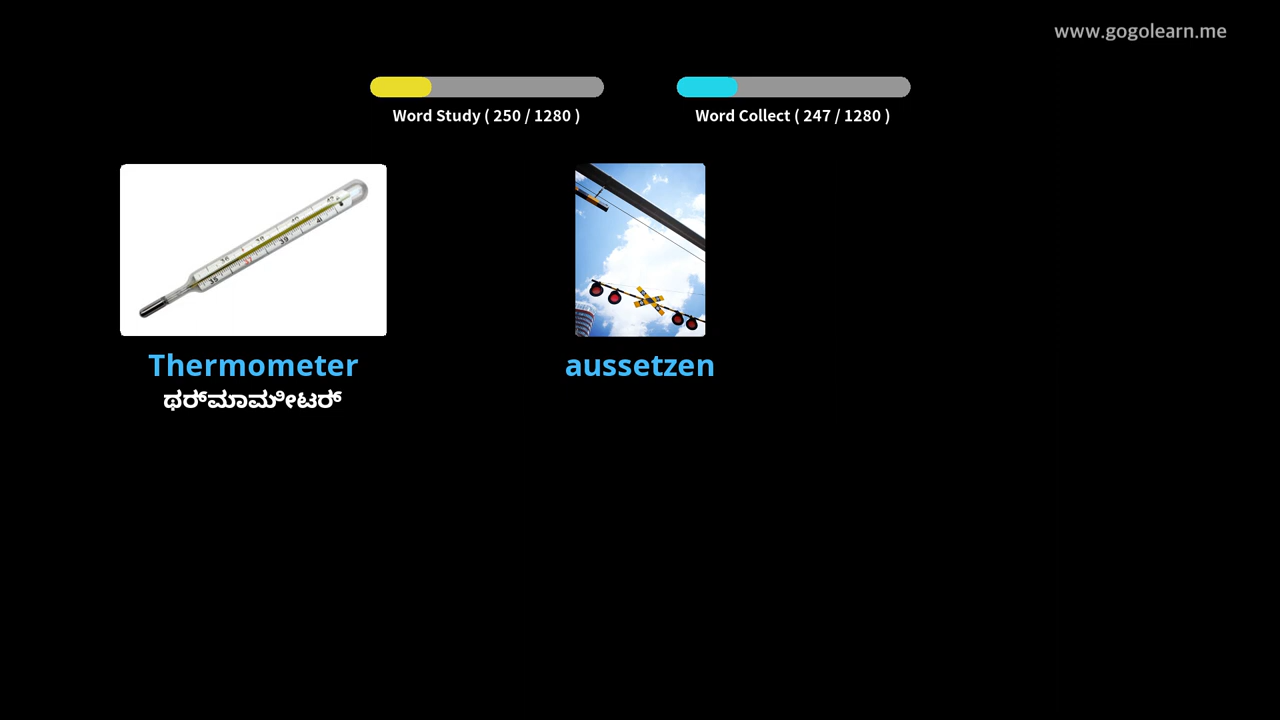 www.gogolearn.me
Word Study ( 250 / 1280 )
Word Collect ( 247 / 1280 )
Thermometer
ಥರ್ಮಾಮೀಟರ್
aussetzen